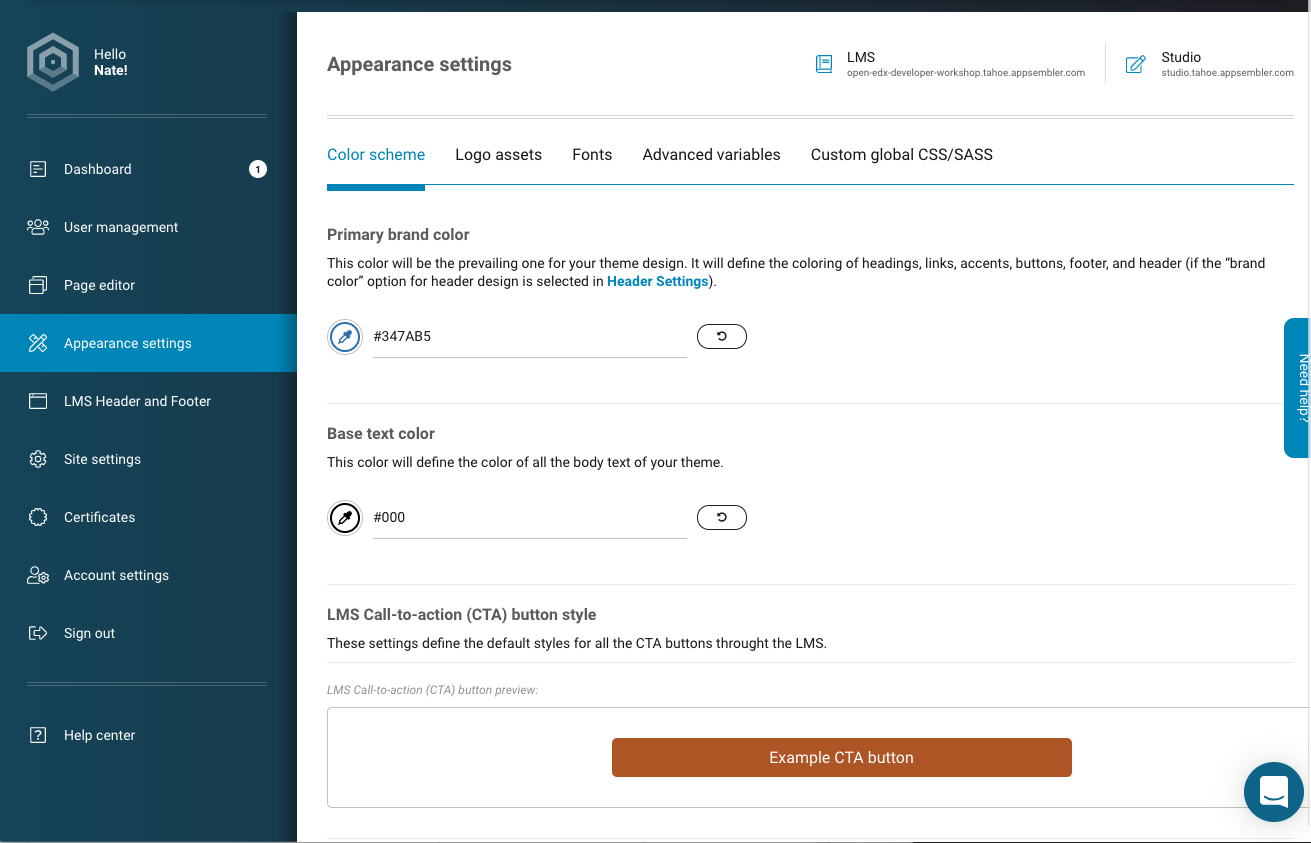 Hello
Nate!
Dashboard
1
User management
Page editor
Appearance settings
LMS Header and Footer
Site settings
Certificates
Account settings
Sign out
Help center
Appearance settings
LMS
open-edx-developer-workshop.tahoe.appsembler.com
Studio
studio.tahoe.appsembler.com
Color scheme Logo assets Fonts Advanced variables Custom global CSS/SASS
Primary brand color
This color will be the prevailing one for your theme design. It will define the coloring of headings, links, accents, buttons, footer, and header (if the “brand
color” option for header design is selected in Header Settings).
#347AB5
Base text color
This color will define the color of all the body text of your theme.
#000
LMS Call-to-action (CTA) button style
These settings define the default styles for all the CTA buttons throught the LMS.
LMS Call-to-action (CTA) button preview:
Example CTA button
Need help?